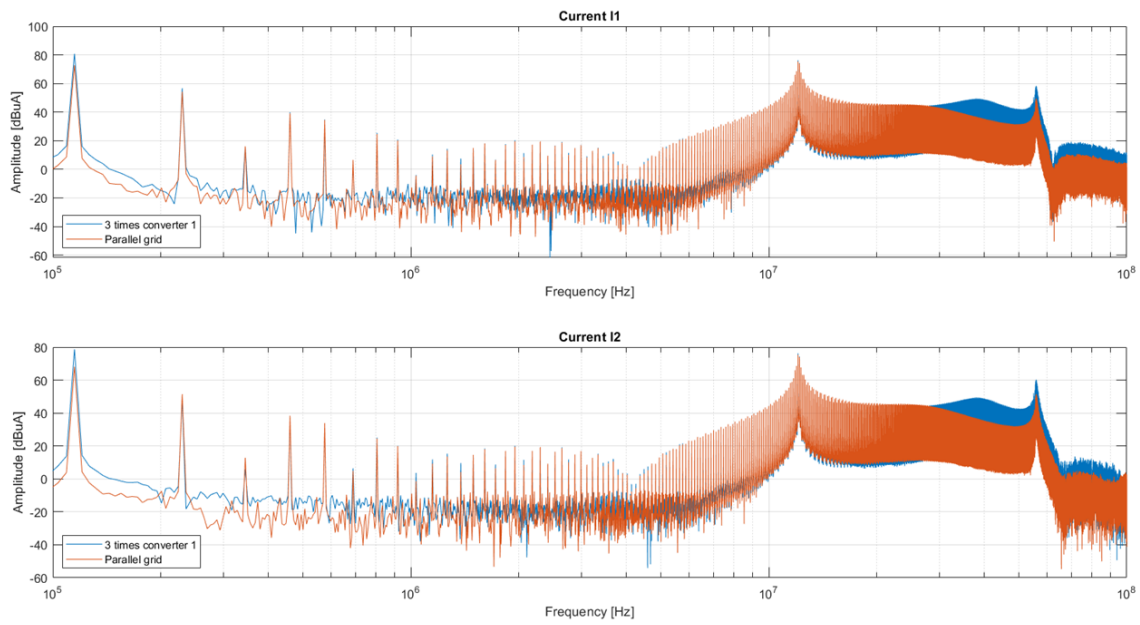 Current I1
100
80
60
40
20
0
-20
-40
-60
Amplitude [dBuA]
3 times converter 1
Parallel grid
10^5
10^6
10^7
10^8
Frequency [Hz]
Current I2
80
60
40
20
0
-20
-40
-60
Amplitude [dBuA]
3 times converter 1
Parallel grid
10^5
10^6
10^7
10^8
Frequency [Hz]